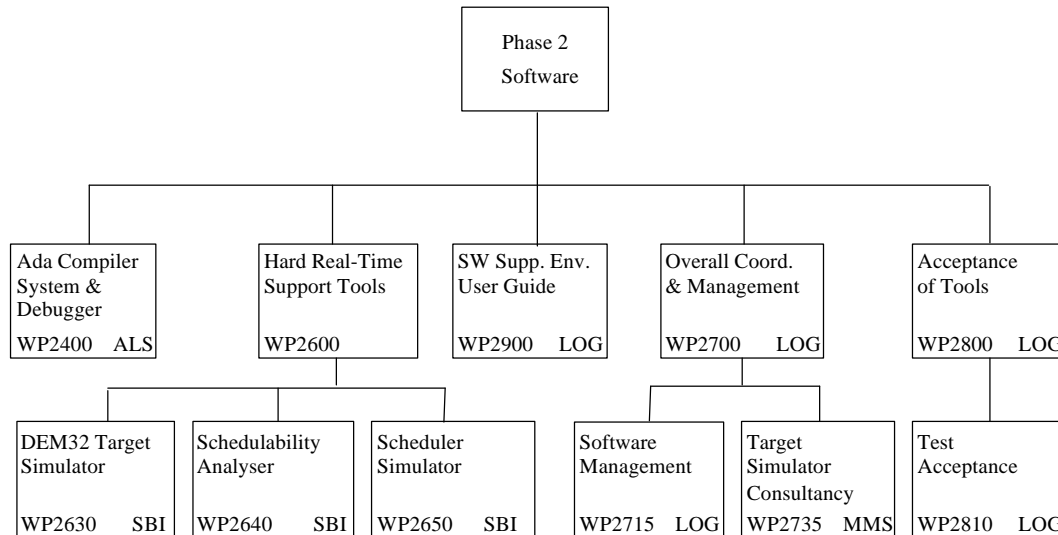 Phase 2
Software
Ada Compiler
System &
Debugger
WP2400 ALS
Hard Real-Time
Support Tools
WP2600
SW Supp. Env.
User Guide
WP2900 LOG
Overall Coord.
& Management
WP2700 LOG
Acceptance
of Tools
WP2800 LOG
DEM32 Target
Simulator
WP2630 SBI
Schedulability
Analyser
WP2640 SBI
Scheduler
Simulator
WP2650 SBI
Software
Management
WP2715 LOG
Target
Simulator
Consultancy
WP2735 MMS
Test
Acceptance
WP2810 LOG